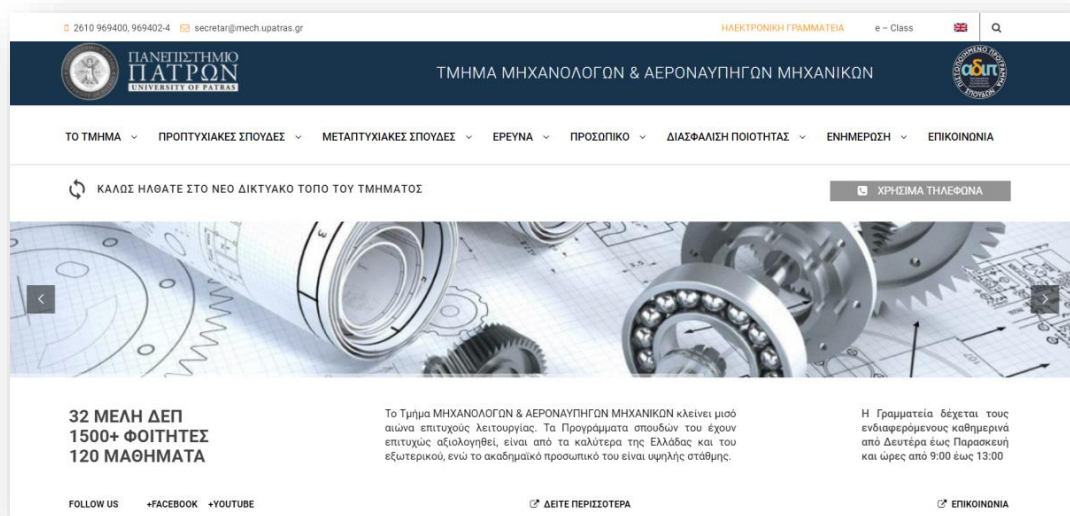 2610 969400, 969402-4 secretar@mech.upatras.gr ΗΛΕΚΤΡΟΝΙΚΗ ΓΡΑΜΜΑΤΕΙΑ e – Class
ΠΑΝΕΠΙΣΤΗΜΙΟ
ΠΑΤΡΩΝ
UNIVERSITY OF PATRAS
ΤΜΗΜΑ ΜΗΧΑΝΟΛΟΓΩΝ & ΑΕΡΟΝΑΥΠΗΓΩΝ ΜΗΧΑΝΙΚΩΝ
ΠΙΣΤΟΠΟΙΗΜΕΝΟ ΠΡΟΓΡΑΜΜΑ
αδιπ
ΣΠΟΥΔΩΝ
ΤΟ ΤΜΗΜΑ ΠΡΟΠΤΥΧΙΑΚΕΣ ΣΠΟΥΔΕΣ ΜΕΤΑΠΤΥΧΙΑΚΕΣ ΣΠΟΥΔΕΣ ΕΡΕΥΝΑ ΠΡΟΣΩΠΙΚΟ ΔΙΑΣΦΑΛΙΣΗ ΠΟΙΟΤΗΤΑΣ ΕΝΗΜΕΡΩΣΗ ΕΠΙΚΟΙΝΩΝΙΑ
ΚΑΛΩΣ ΗΛΘΑΤΕ ΣΤΟ ΝΕΟ ΔΙΚΤΥΑΚΟ ΤΟΠΟ ΤΟΥ ΤΜΗΜΑΤΟΣ
ΧΡΗΣΙΜΑ ΤΗΛΕΦΩΝΑ
32 ΜΕΛΗ ΔΕΠ
1500+ ΦΟΙΤΗΤΕΣ
120 ΜΑΘΗΜΑΤΑ
Το Τμήμα ΜΗΧΑΝΟΛΟΓΩΝ & ΑΕΡΟΝΑΥΠΗΓΩΝ ΜΗΧΑΝΙΚΩΝ κλείνει μισό
αιώνα επιτυχούς λειτουργίας. Τα Προγράμματα σπουδών του έχουν
επιτυχώς αξιολογηθεί, είναι από τα καλύτερα της Ελλάδας και του
εξωτερικού, ενώ το ακαδημαϊκό προσωπικό του είναι υψηλής στάθμης.
Η Γραμματεία δέχεται τους
ενδιαφερόμενους καθημερινά
από Δευτέρα έως Παρασκευή
και ώρες από 9:00 έως 13:00
FOLLOW US +FACEBOOK +YOUTUBE
ΔΕΙΤΕ ΠΕΡΙΣΣΟΤΕΡΑ
ΕΠΙΚΟΙΝΩΝΙΑ